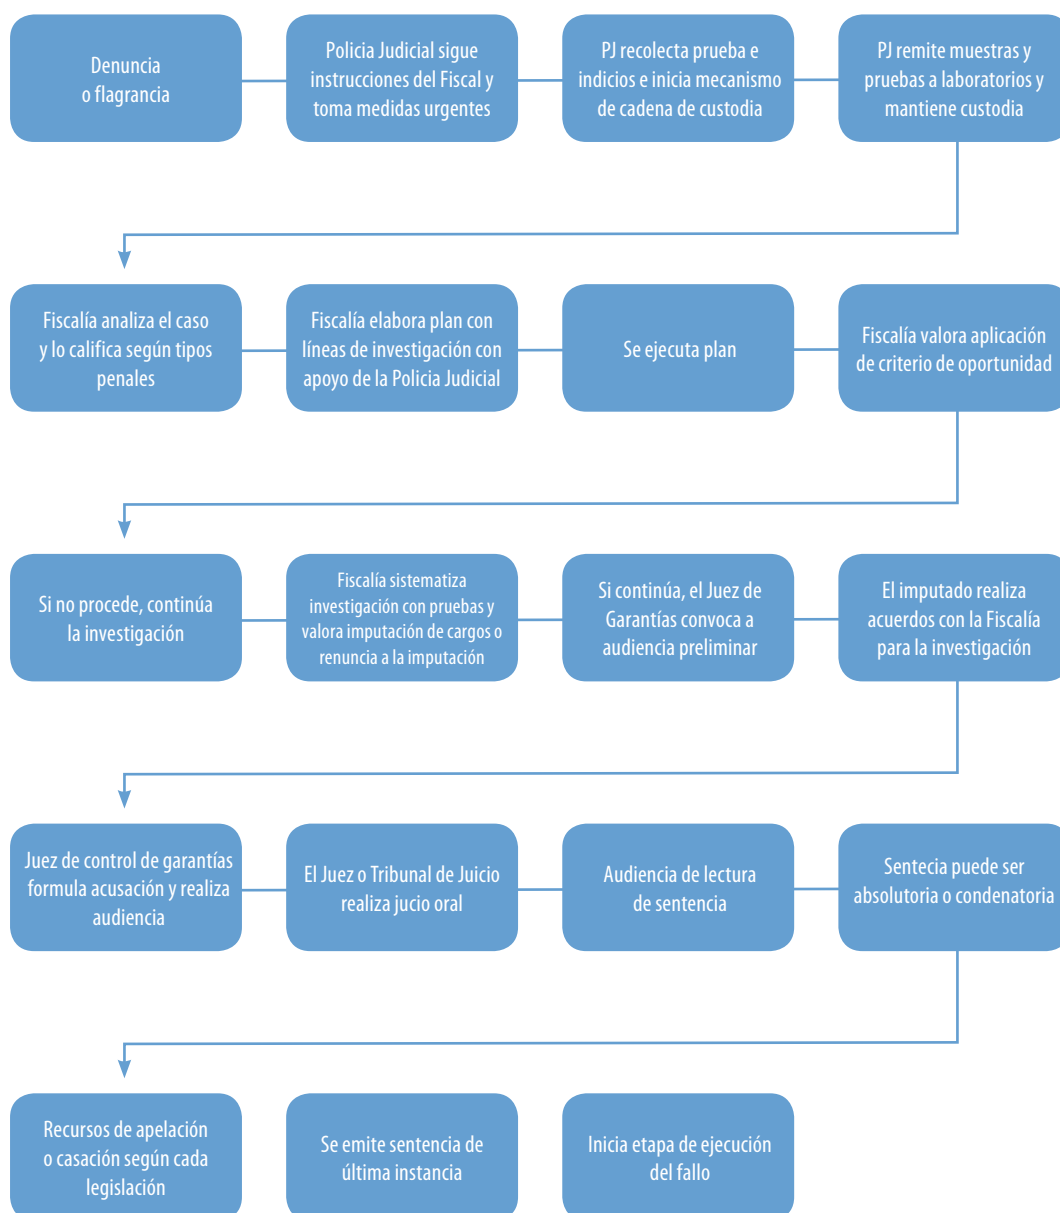 Denuncia
o flagrancia
Policia Judicial sigue
instrucciones del Fiscal y
toma medidas urgentes
PJ recolecta prueba e
indicios e inicia mecanismo
de cadena de custodia
PJ remite muestras y
pruebas a laboratorios y
mantiene custodia
Fiscalía analiza el caso
y lo califica según tipos
penales
Fiscalía elabora plan con
líneas de investigación con
apoyo de la Policia Judicial
Se ejecuta plan
Fiscalía valora aplicación
de criterio de oportunidad
Si no procede, continúa
la investigación
Fiscalía sistematiza
investigación con pruebas y
valora imputación de cargos o
renuncia a la imputación
Si continúa, el Juez de
Garantías convoca a
audiencia preliminar
El imputado realiza
acuerdos con la Fiscalía
para la investigación
Juez de control de garantías
formula acusación y realiza
audiencia
El Juez o Tribunal de Juicio
realiza jucio oral
Audiencia de lectura
de sentencia
Sentecia puede ser
absolutoria o condenatoria
Recursos de apelación
o casación según cada
legislación
Se emite sentencia de
última instancia
Inicia etapa de ejecución
del fallo